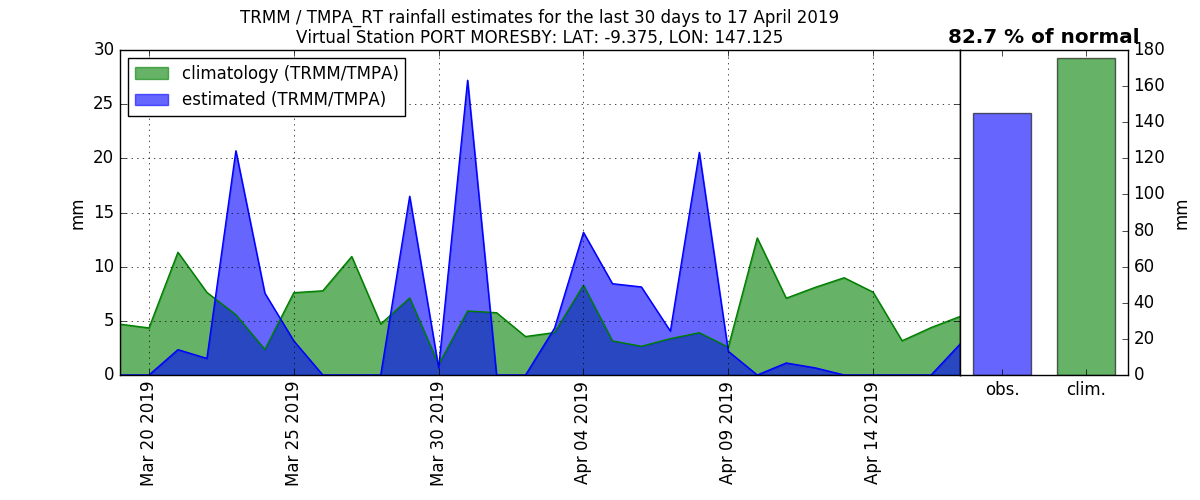 TRMM / TMPA_RT rainfall estimates for the last 30 days to 17 April 2019
Virtual Station PORT MORESBY: LAT: -9.375, LON: 147.125
82.7 % of normal
climatology (TRMM/TMPA)
estimated (TRMM/TMPA)
30
25
20
15
10
5
0
mm
Mar 20 2019
Mar 25 2019
Mar 30 2019
Apr 04 2019
Apr 09 2019
Apr 14 2019
180
160
140
120
100
80
60
40
20
0
mm
obs.
clim.